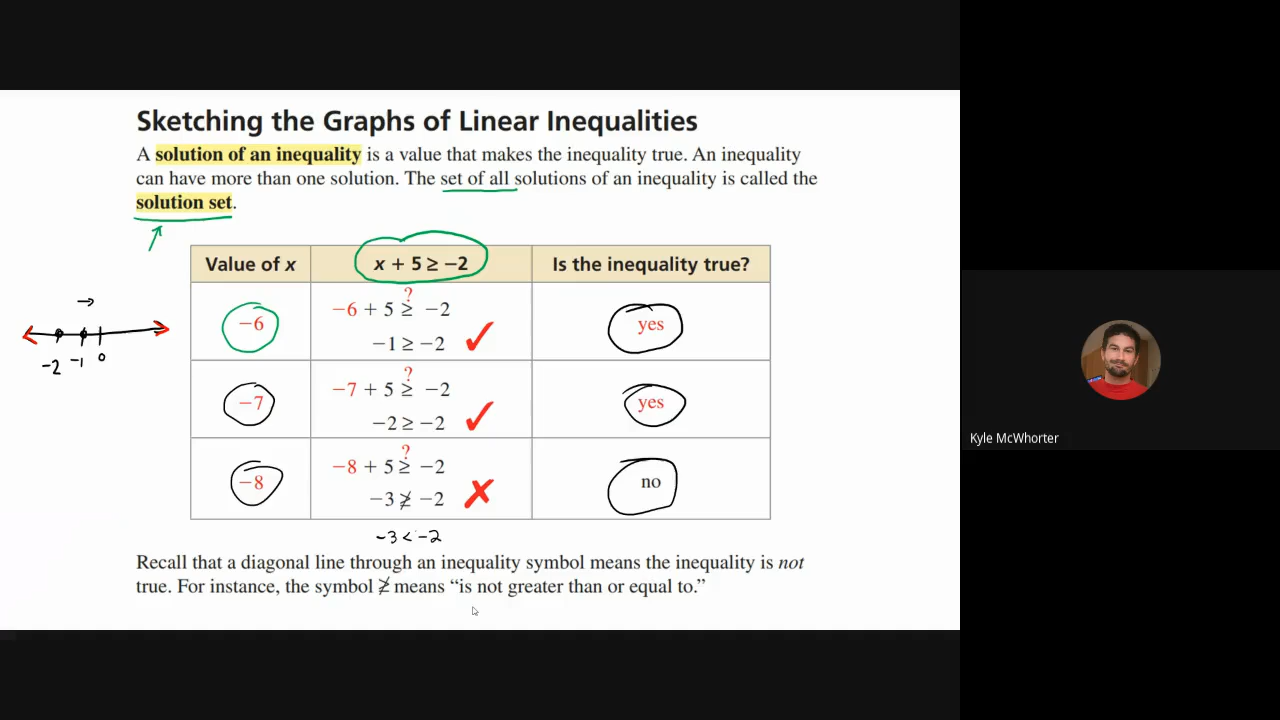 Sketching the Graphs of Linear Inequalities
A solution of an inequality is a value that makes the inequality true. An inequality
can have more than one solution. The set of all solutions of an inequality is called the
solution set.
Value of x
x + 5 ≥ −2
Is the inequality true?
−6
−6 + 5 ≥ −2
?
−1 ≥ −2 ✓
yes
−7
−7 + 5 ≥ −2
?
−2 ≥ −2 ✓
yes
−8
−8 + 5 ≥ −2
?
−3 ≱ −2 ✗
no
→
-2 -1 0
-3 < -2
Recall that a diagonal line through an inequality symbol means the inequality is not
true. For instance, the symbol ≱ means “is not greater than or equal to.”
Kyle McWhorter